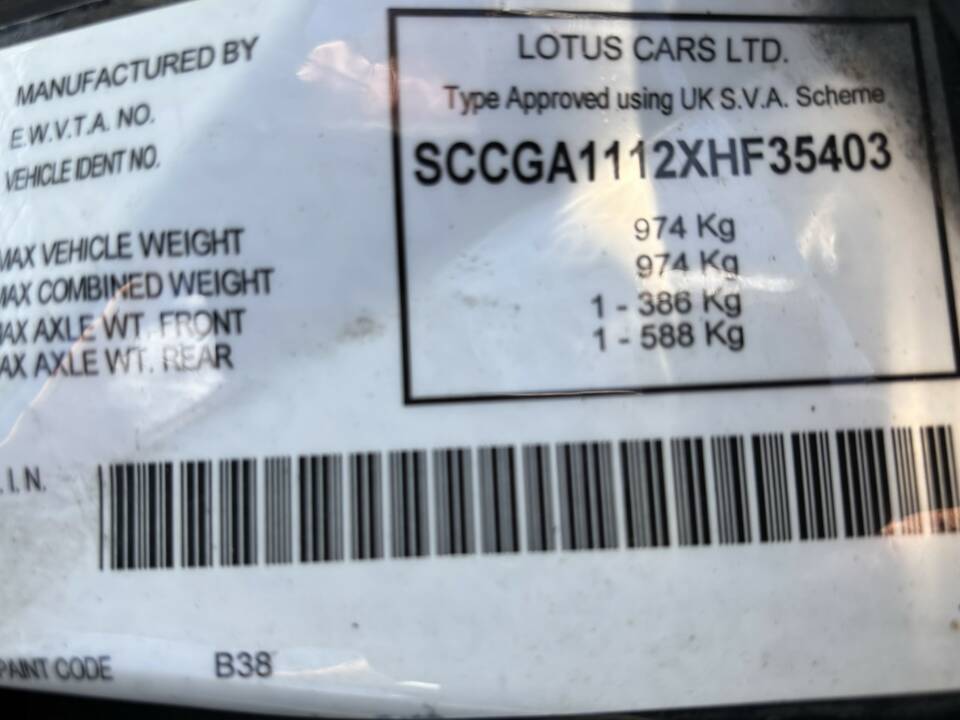 MANUFACTURED BY LOTUS CARS LTD.
E.W.V.T.A. NO. Type Approved using UK S.V.A. Scheme
VEHICLE IDENT NO. SCCGA1112XHF35403
MAX VEHICLE WEIGHT 974 Kg
MAX COMBINED WEIGHT 974 Kg
MAX AXLE WT. FRONT 1 - 386 Kg
AX AXLE WT. REAR 1 - 588 Kg
.I.N.
PAINT CODE B38